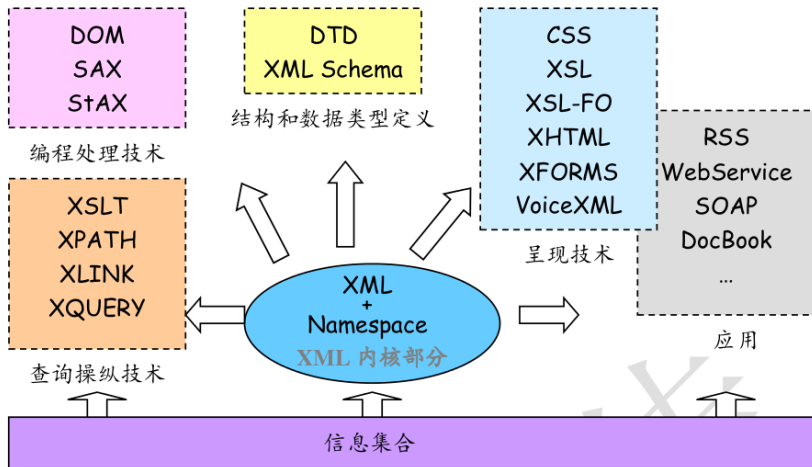 DOM
SAX
StAX
编程处理技术
DTD
XML Schema
结构和数据类型定义
CSS
XSL
XSL-FO
XHTML
XFORMS
VoiceXML
呈现技术
RSS
WebService
SOAP
DocBook
...
应用
XSLT
XPATH
XLINK
XQUERY
查询操纵技术
XML
+
Namespace
XML 内核部分
信息集合